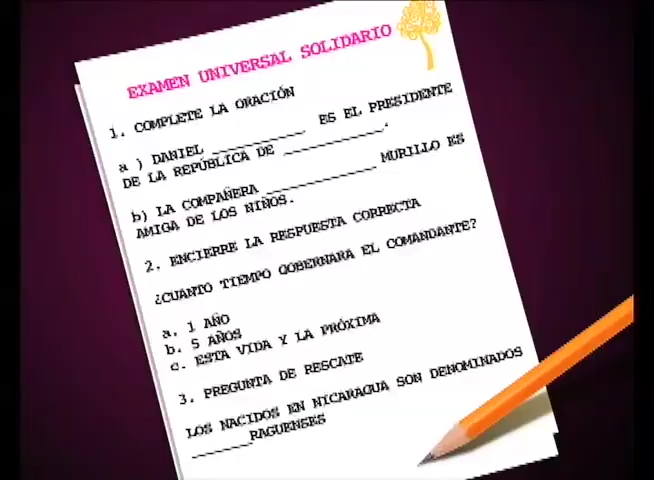 EXAMEN UNIVERSAL SOLIDARIO
1. COMPLETE LA ORACIÓN
a ) DANIEL __________ ES EL PRESIDENTE
DE LA REPÚBLICA DE ___________.
b) LA COMPAÑERA ____________ MURILLO ES
AMIGA DE LOS NIÑOS.
2. ENCIERRE LA RESPUESTA CORRECTA
¿CUANTO TIEMPO GOBERNARA EL COMANDANTE?
a. 1 AÑO
b. 5 AÑOS
c. ESTA VIDA Y LA PRÓXIMA
3. PREGUNTA DE RESCATE
LOS NACIDOS EN NICARAGUA SON DENOMINADOS
_______RAGUENSES